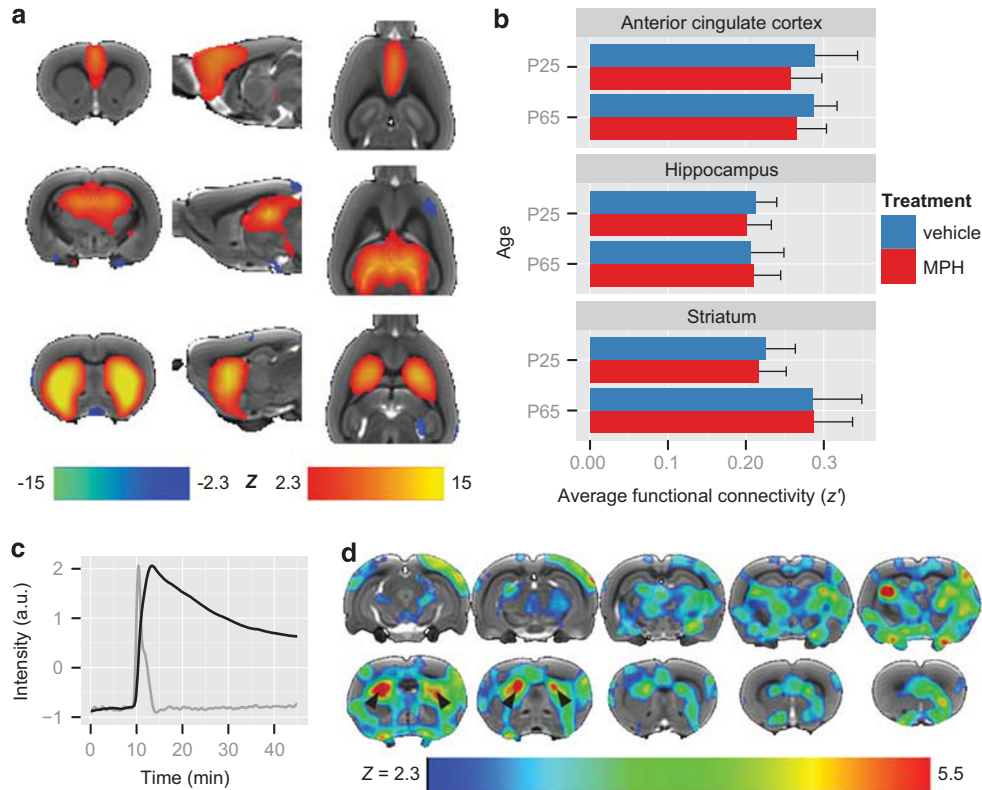 a
-15
-2.3
Z
2.3
15
b
Anterior cingulate cortex
P25
P65
Hippocampus
P25
P65
Striatum
P25
P65
Age
0.00
0.10
0.20
0.3
Average functional connectivity (z')
Treatment
vehicle
MPH
c
Intensity (a.u.)
2
1
0
−1
0
10
20
30
40
Time (min)
d
Z = 2.3
5.5